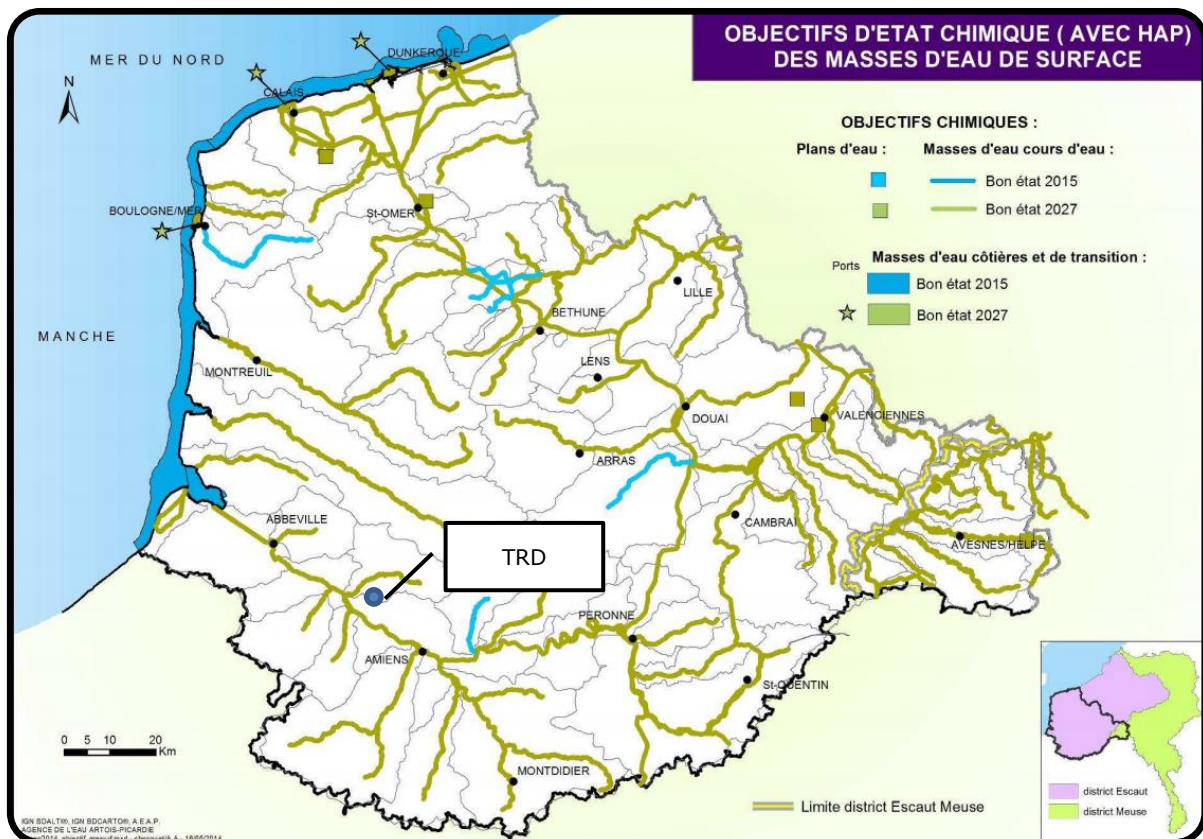 OBJECTIFS D'ETAT CHIMIQUE ( AVEC HAP)
DES MASSES D'EAU DE SURFACE
MER DU NORD
N
DUNKERQUE
CALAIS
OBJECTIFS CHIMIQUES :
Plans d'eau :
Masses d'eau cours d'eau :
Bon état 2015
Bon état 2027
Ports
Masses d'eau côtières et de transition :
Bon état 2015
Bon état 2027
BOULOGNE/MER
St-OMER
LILLE
BETHUNE
MANCHE
LENS
MONTREUIL
DOUAI
VALENCIENNES
ARRAS
CAMBRAI
ABBEVILLE
AVESNES/HELPE
TRD
PERONNE
AMIENS
St-QUENTIN
0 5 10 20
Km
MONTDIDIER
Limite district Escaut Meuse
district Escaut
district Meuse
IGN BDALTI®, IGN BDCARTO®, A.E.A.P.
AGENCE DE L'EAU ARTOIS-PICARDIE